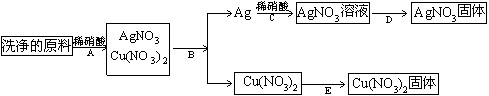 Ag 稀硝酸 C AgNO₃溶液 D AgNO₃固体
洗净的原料 稀硝酸 A AgNO₃ Cu(NO₃)₂ B
Cu(NO₃)₂ E Cu(NO₃)₂固体